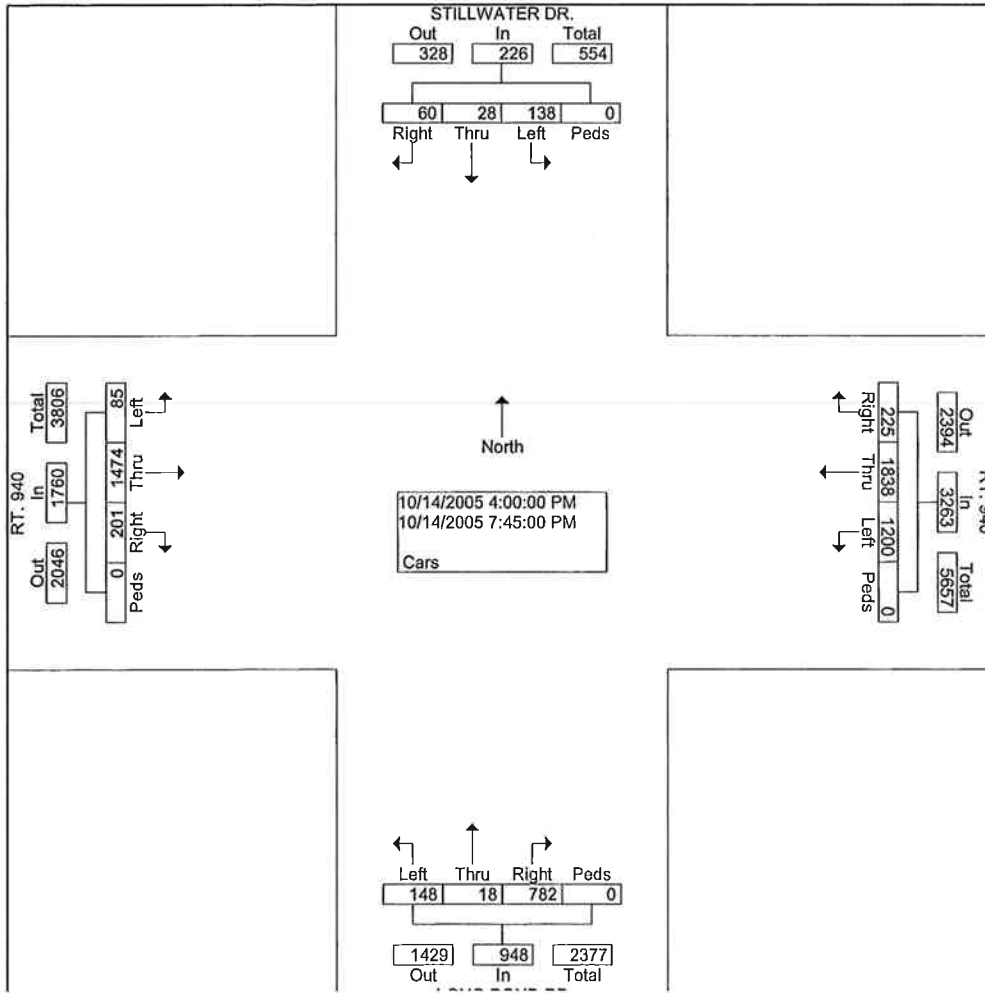 STILLWATER DR.
Out In Total
328 226 554
60 28 138 0
Right Thru Left Peds
RT. 940
Total In Out
3806 1760 2046
85 1474 201 0
Left Thru Right Peds
North
10/14/2005 4:00:00 PM
10/14/2005 7:45:00 PM
Cars
Out In Total
2394 3263 5657
225 1838 1200 0
Right Thru Left Peds
Left Thru Right Peds
148 18 782 0
1429 948 2377
Out In Total